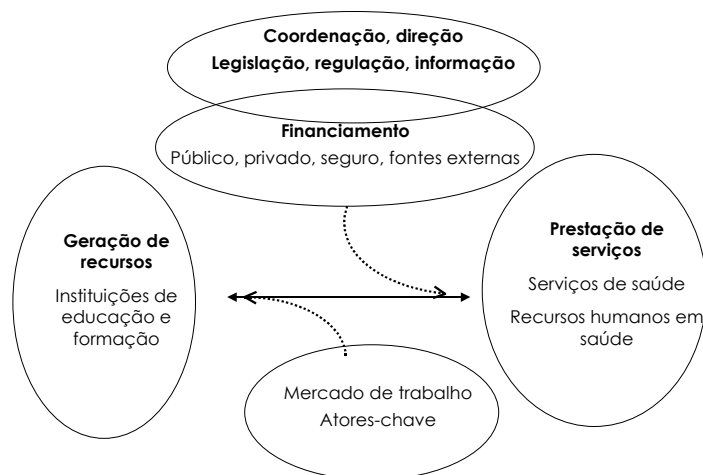 Coordenação, direção
Legislação, regulação, informação
Financiamento
Público, privado, seguro, fontes externas
Geração de
recursos
Instituições de
educação e
formação
Prestação de
serviços
Serviços de saúde
Recursos humanos em
saúde
Mercado de trabalho
Atores-chave